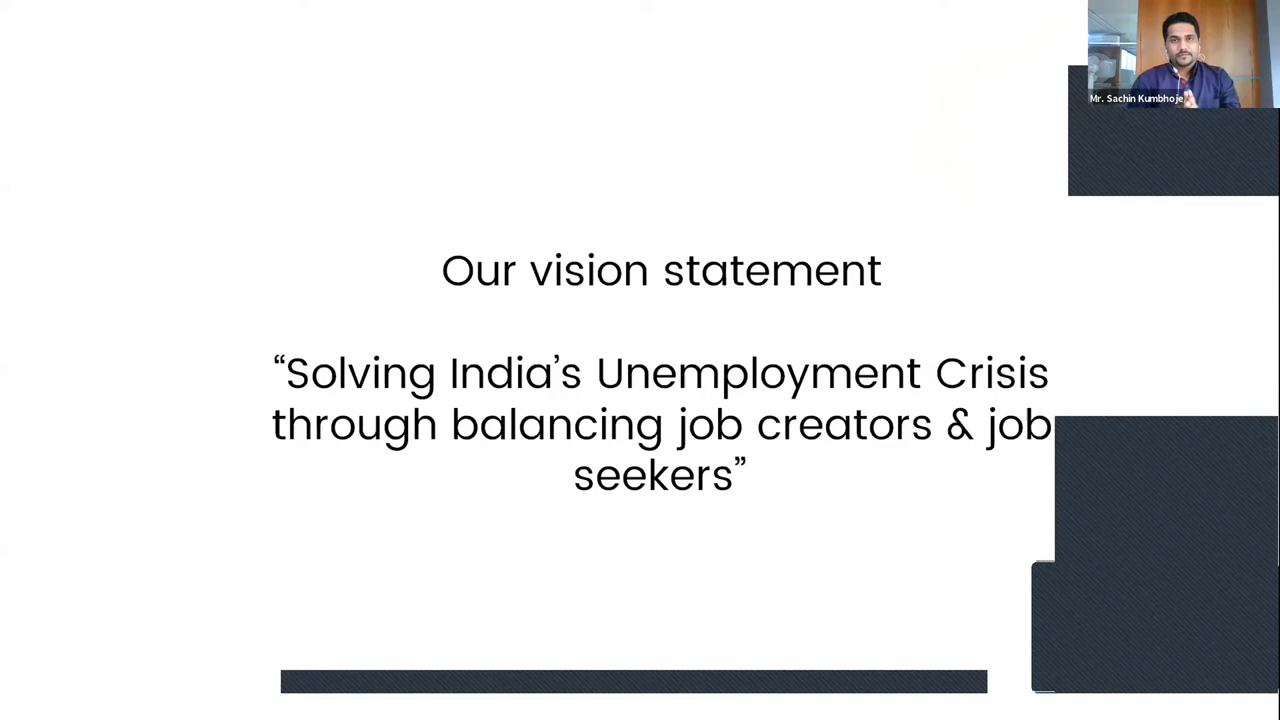 Mr. Sachin Kumbhoje
Our vision statement
“Solving India’s Unemployment Crisis
through balancing job creators & job
seekers”